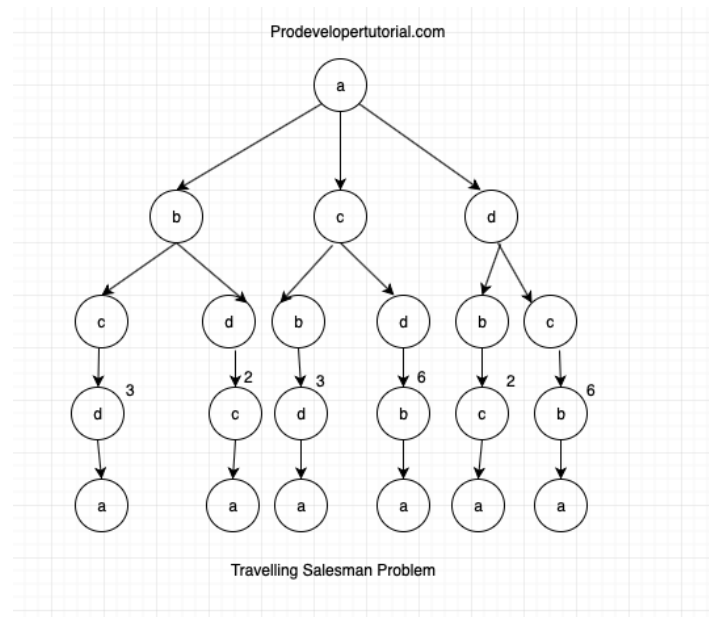 Prodevelopertutorial.com
a
b c d
c d b d b c
3 2 3 6 2 6
d c d b c b
a a a a a a
Travelling Salesman Problem